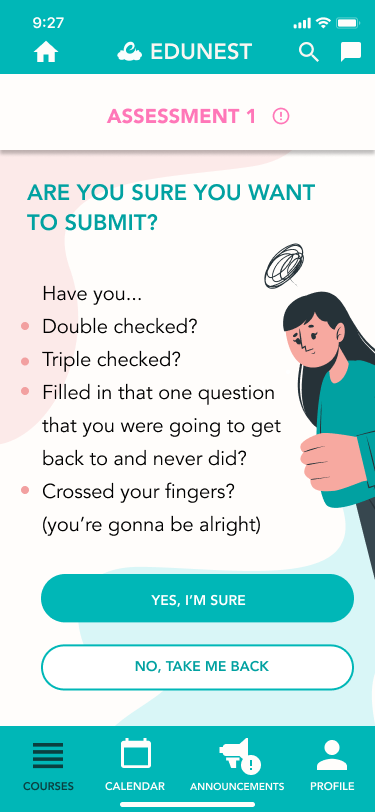 9:27
EDUNEST
ASSESSMENT 1
ARE YOU SURE YOU WANT
TO SUBMIT?
Have you...
Double checked?
Triple checked?
Filled in that one question
that you were going to get
back to and never did?
Crossed your fingers?
(you’re gonna be alright)
YES, I’M SURE
NO, TAKE ME BACK
COURSES
CALENDAR
ANNOUNCEMENTS
PROFILE